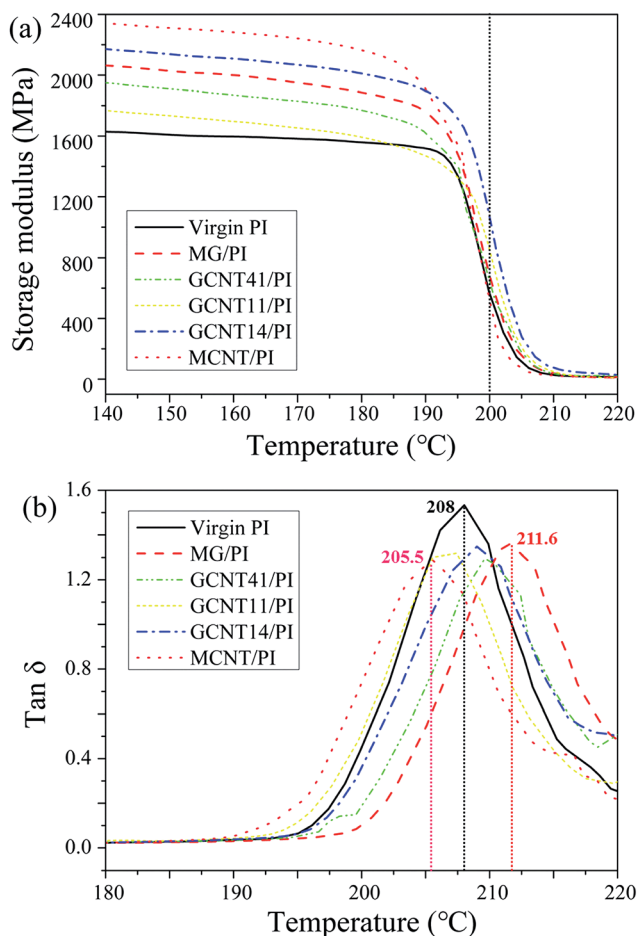 (a)
2400
2000
1600
1200
800
400
0
Storage modulus (MPa)
Virgin PI
MG/PI
GCNT41/PI
GCNT11/PI
GCNT14/PI
MCNT/PI
140 150 160 170 180 190 200 210 220
Temperature (°C)
(b)
1.6
1.2
0.8
0.4
0.0
Tan δ
Virgin PI
MG/PI
GCNT41/PI
GCNT11/PI
GCNT14/PI
MCNT/PI
205.5
208
211.6
180 190 200 210 220
Temperature (°C)